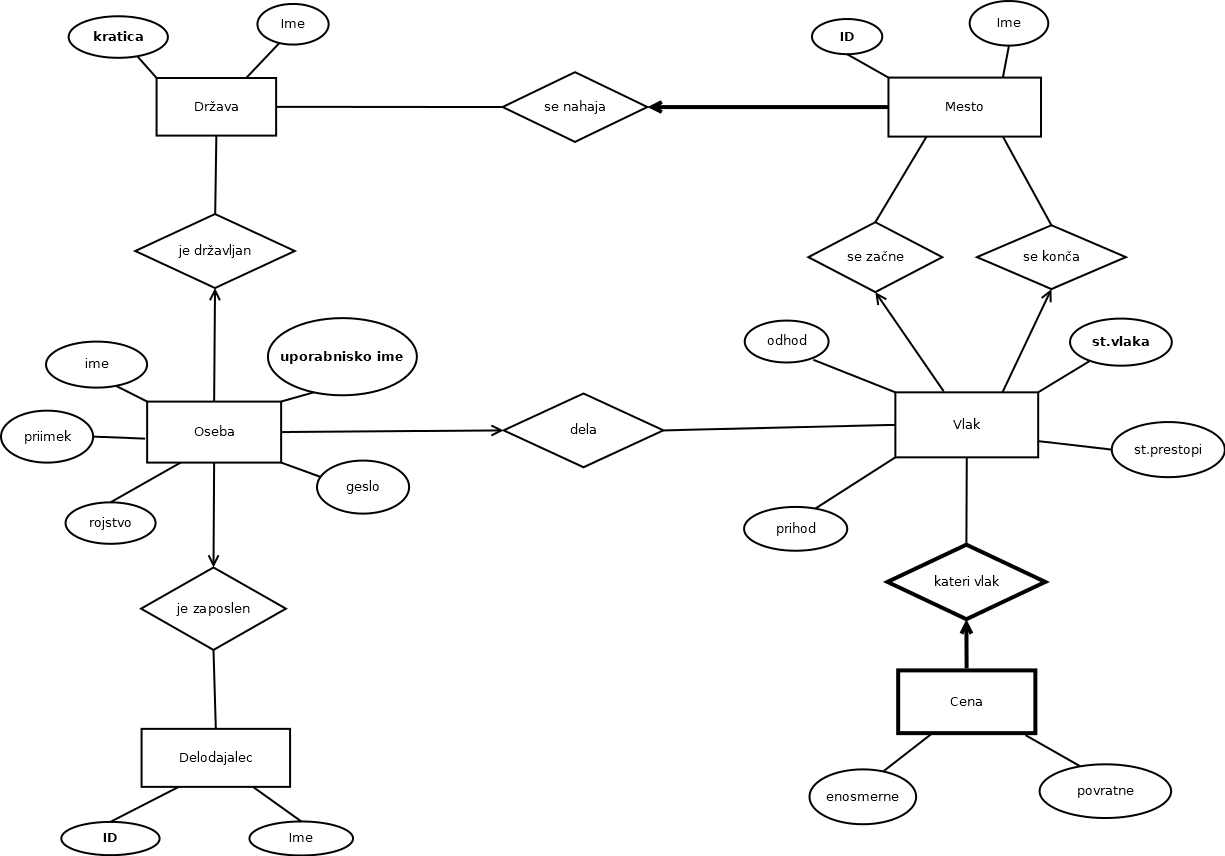 kratica
Ime
ID
Ime
Država
se nahaja
Mesto
je državljan
se začne
se konča
ime
uporabnisko ime
odhod
st.vlaka
priimek
Oseba
dela
Vlak
st.prestopi
rojstvo
geslo
prihod
je zaposlen
kateri vlak
Delodajalec
Cena
ID
Ime
enosmerne
povratne